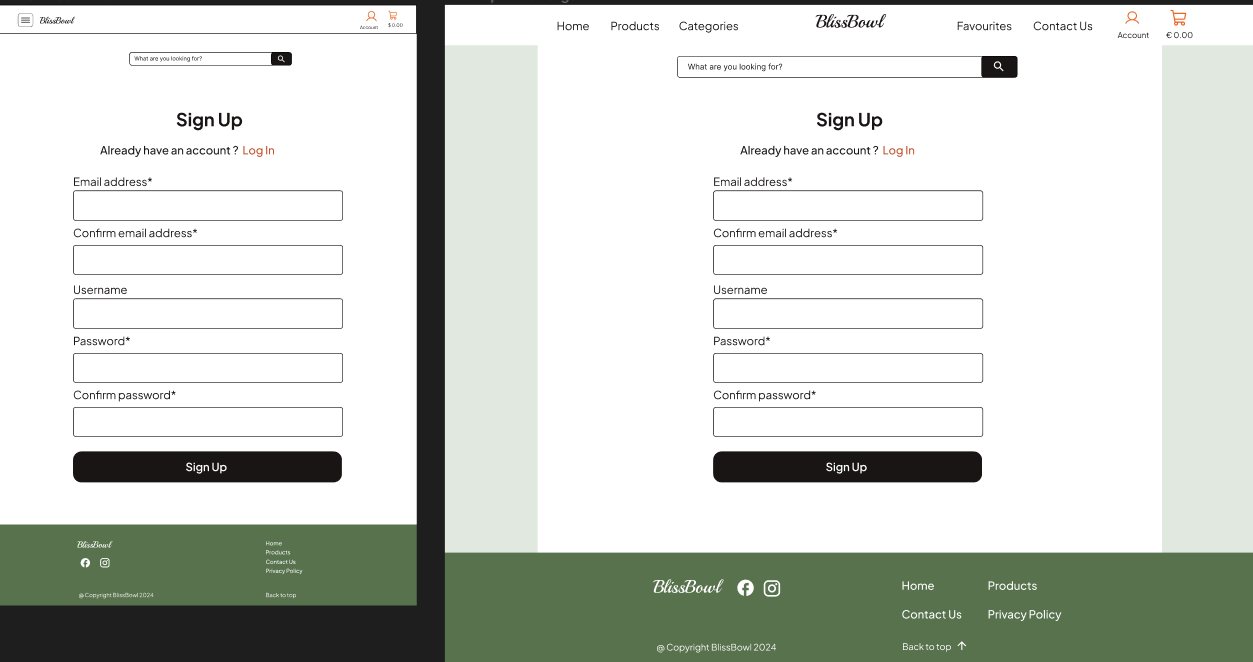 BlissBowl
Account
$ 0.00
What are you looking for?
Sign Up
Already have an account ? Log In
Email address*
Confirm email address*
Username
Password*
Confirm password*
Sign Up
BlissBowl
Home
Products
Contact Us
Privacy Policy
@ Copyright BlissBowl 2024
Back to top
Home Products Categories BlissBowl Favourites Contact Us Account € 0.00
What are you looking for?
Sign Up
Already have an account ? Log In
Email address*
Confirm email address*
Username
Password*
Confirm password*
Sign Up
BlissBowl
Home Products
Contact Us Privacy Policy
@ Copyright BlissBowl 2024
Back to top